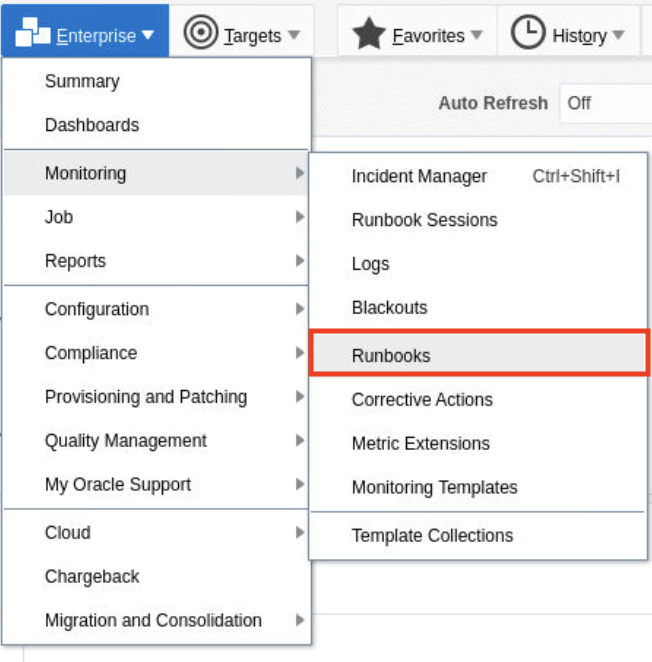 Enterprise Targets Favorites History
Auto Refresh Off
Summary
Dashboards
Monitoring
Job
Reports
Configuration
Compliance
Provisioning and Patching
Quality Management
My Oracle Support
Cloud
Chargeback
Migration and Consolidation
Incident Manager Ctrl+Shift+I
Runbook Sessions
Logs
Blackouts
Runbooks
Corrective Actions
Metric Extensions
Monitoring Templates
Template Collections